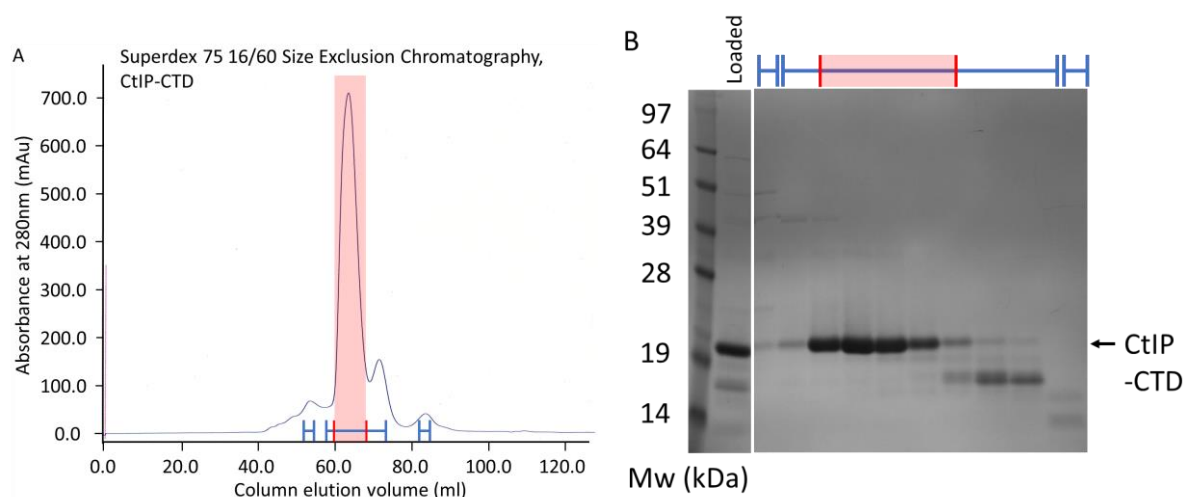 A
Superdex 75 16/60 Size Exclusion Chromatography,
CtIP-CTD
Absorbance at 280nm (mAu)
700.0
600.0
500.0
400.0
300.0
200.0
100.0
0.0
0.0 20.0 40.0 60.0 80.0 100.0 120.0
Column elution volume (ml)
B
Loaded
97
64
51
39
28
19
14
Mw (kDa)
CtIP
-CTD